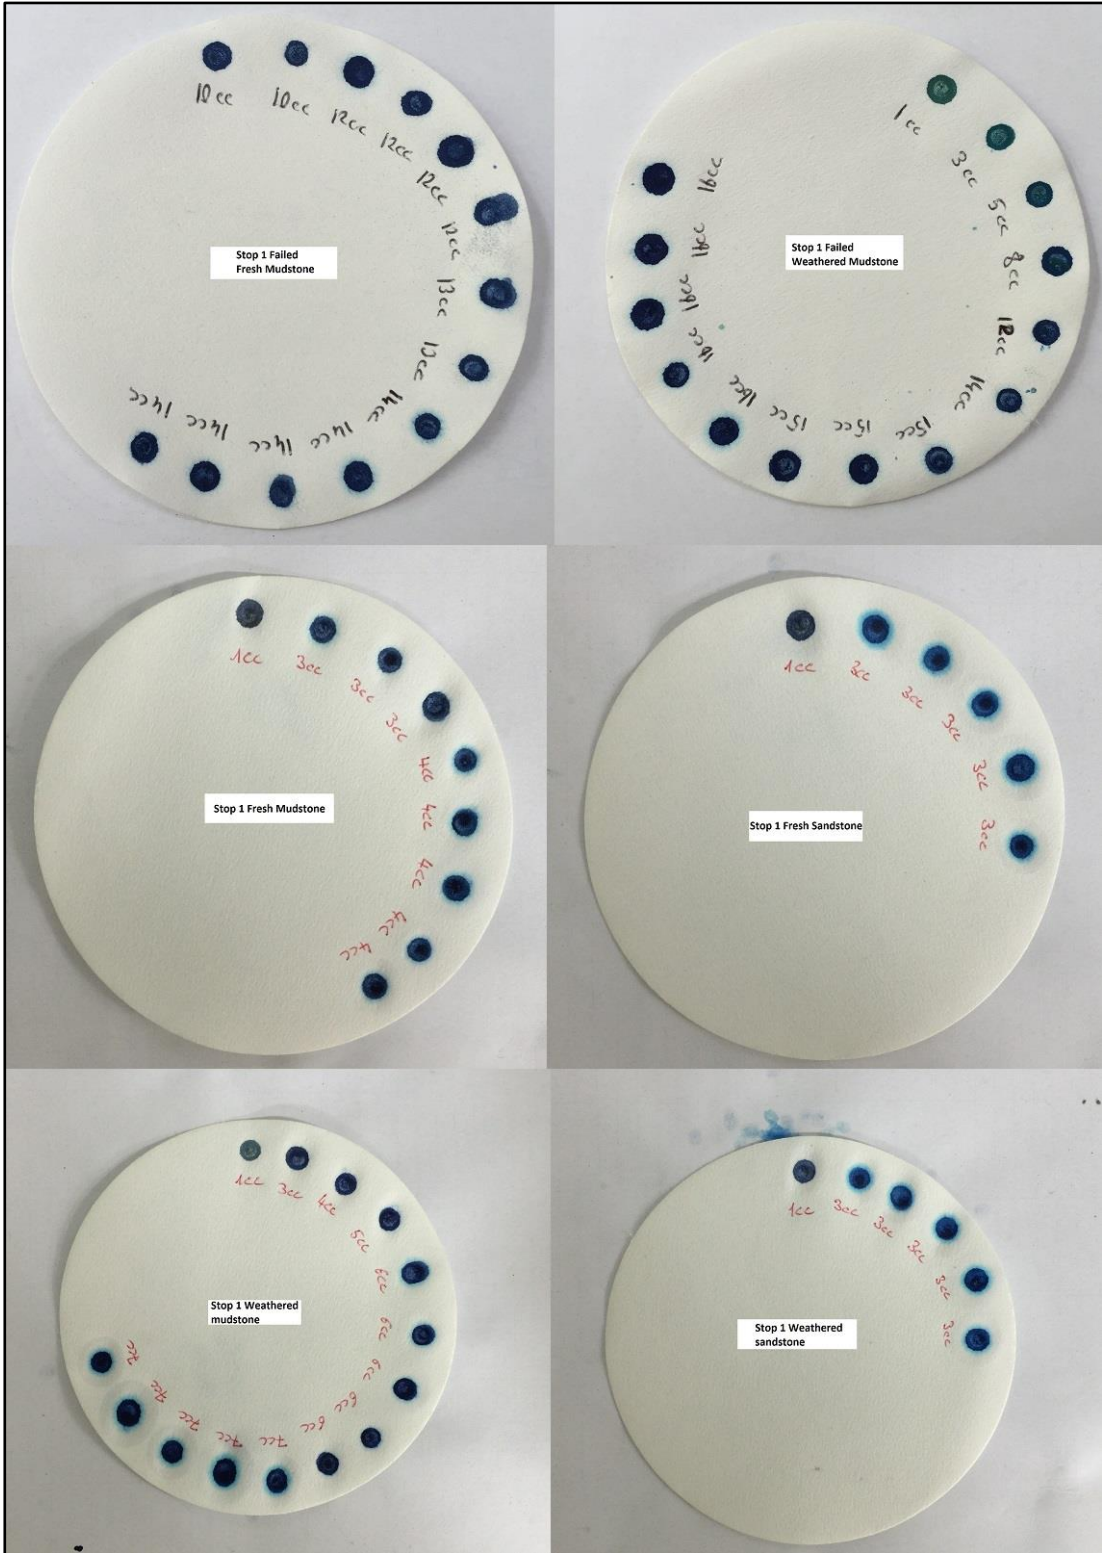 10cc
10cc
12cc
12cc
12cc
12cc
13cc
13cc
14cc
14cc
14cc
14cc
14cc
Stop 1 Failed
Fresh Mudstone
1cc
3cc
5cc
8cc
12cc
14cc
15cc
15cc
15cc
16cc
16cc
16cc
16cc
16cc
Stop 1 Failed
Weathered Mudstone
1cc
3cc
3cc
3cc
4cc
4cc
4cc
4cc
4cc
Stop 1 Fresh Mudstone
1cc
3cc
3cc
3cc
3cc
3cc
Stop 1 Fresh Sandstone
1cc
3cc
4cc
5cc
6cc
6cc
6cc
6cc
6cc
7cc
7cc
7cc
7cc
7cc
Stop 1 Weathered
mudstone
1cc
3cc
3cc
3cc
3cc
3cc
Stop 1 Weathered
sandstone